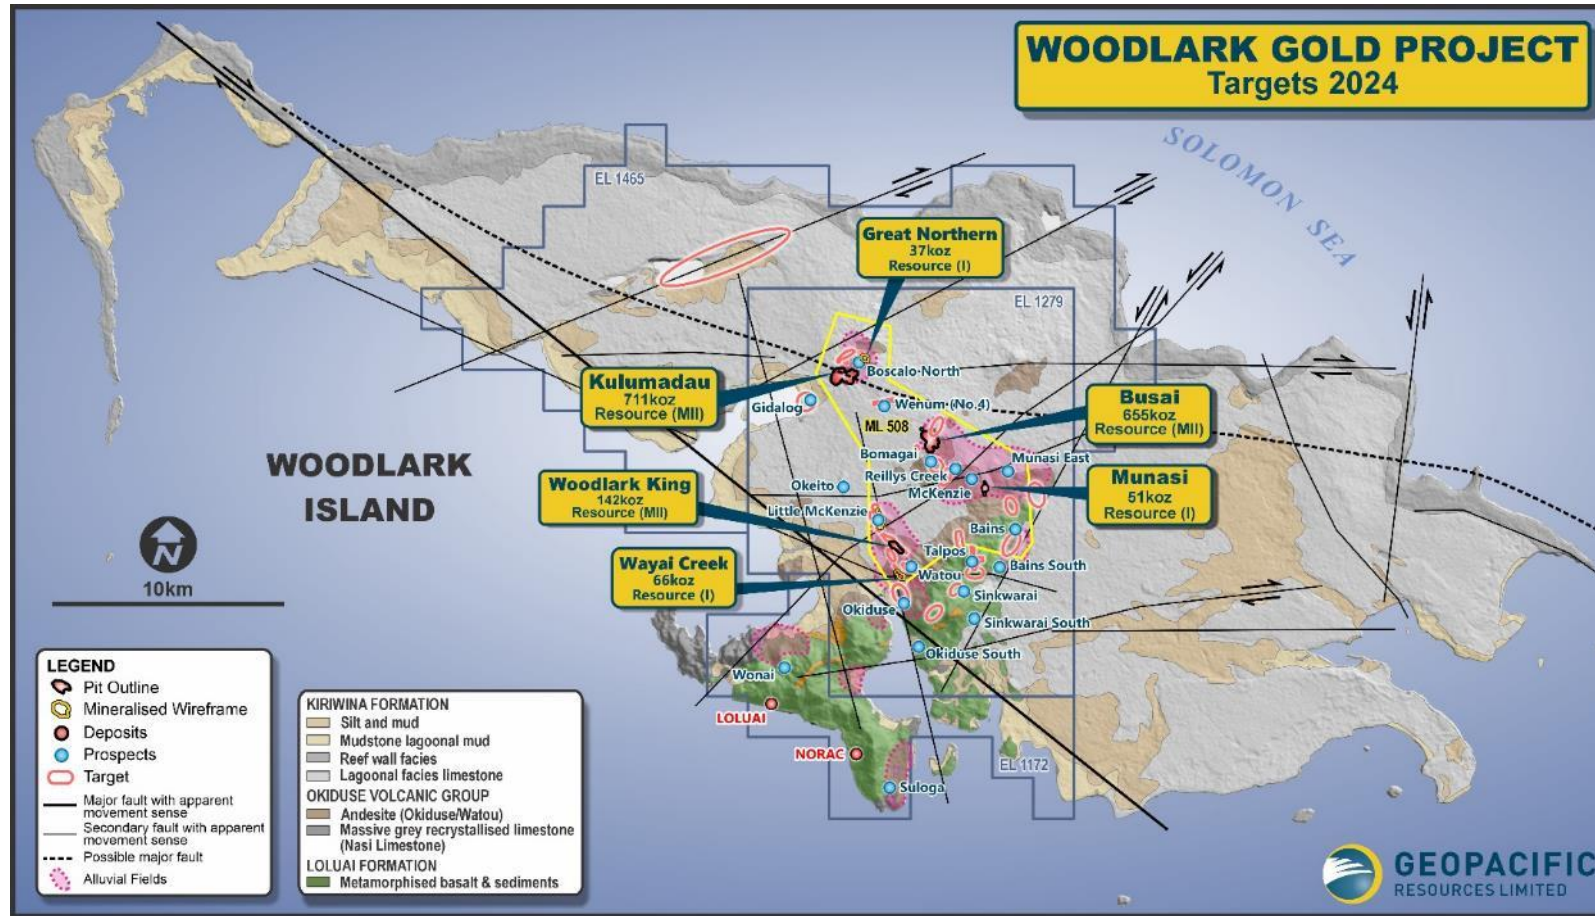 WOODLARK GOLD PROJECT
Targets 2024
SOLOMON SEA
EL 1465
Great Northern
37koz
Resource (I)
EL 1279
Boscalo North
Kulumadau
711koz
Resource (MII)
Gidalog
Wenum (No.4)
ML 508
Busai
655koz
Resource (MII)
Bomagai
Munasi East
Reillys Creek
McKenzie
WOODLARK
ISLAND
Woodlark King
142koz
Resource (MII)
Okeito
Munasi
51koz
Resource (I)
Little McKenzie
Bains
Talpos
Wayai Creek
66koz
Resource (I)
Watou
Bains South
Sinkwarai
Okiduse
Sinkwarai South
Okiduse South
Wonai
LOLUAI
NORAC
EL 1172
Suloga
N
10km
LEGEND
Pit Outline
Mineralised Wireframe
Deposits
Prospects
Target
Major fault with apparent
movement sense
Secondary fault with apparent
movement sense
Possible major fault
Alluvial Fields
KIRIWINA FORMATION
Silt and mud
Mudstone lagoonal mud
Reef wall facies
Lagoonal facies limestone
OKIDUSE VOLCANIC GROUP
Andesite (Okiduse/Watou)
Massive grey recrystallised limestone
(Nasi Limestone)
LOLUAI FORMATION
Metamorphised basalt & sediments
GEOPACIFIC
RESOURCES LIMITED